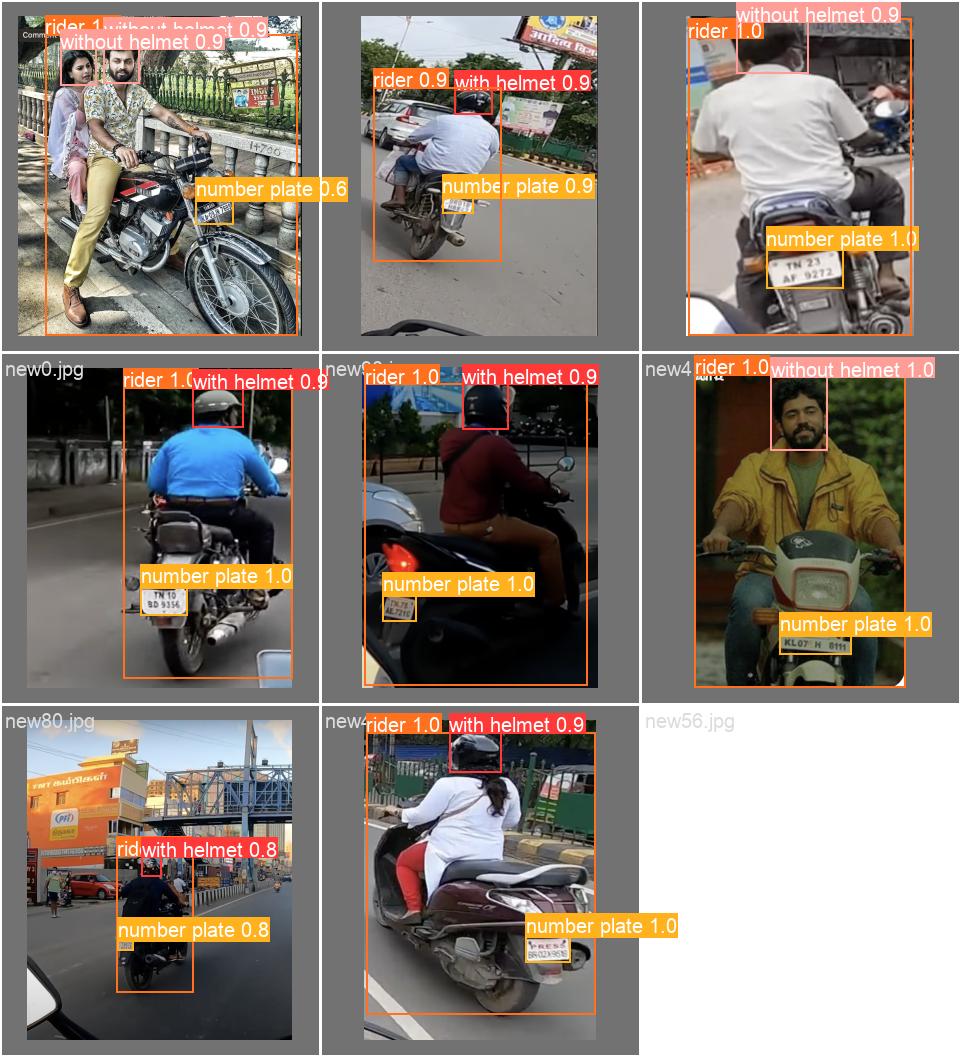 rider 1.
without helmet 0.9
without helmet 0.9
number plate 0.6
rider 0.9
with helmet 0.9
number plate 0.9
without helmet 0.9
rider 1.0
number plate 1.0
TN 23
AF 9272
new0.jpg
rider 1.0
with helmet 0.9
number plate 1.0
TN 10
BD 9356
rider 1.0
with helmet 0.9
number plate 1.0
new4
rider 1.0
without helmet 1.0
number plate 1.0
KL07 H 6111
new80.jpg
PFI
rid
with helmet 0.8
number plate 0.8
new4
rider 1.0
with helmet 0.9
number plate 1.0
PRESS
new56.jpg